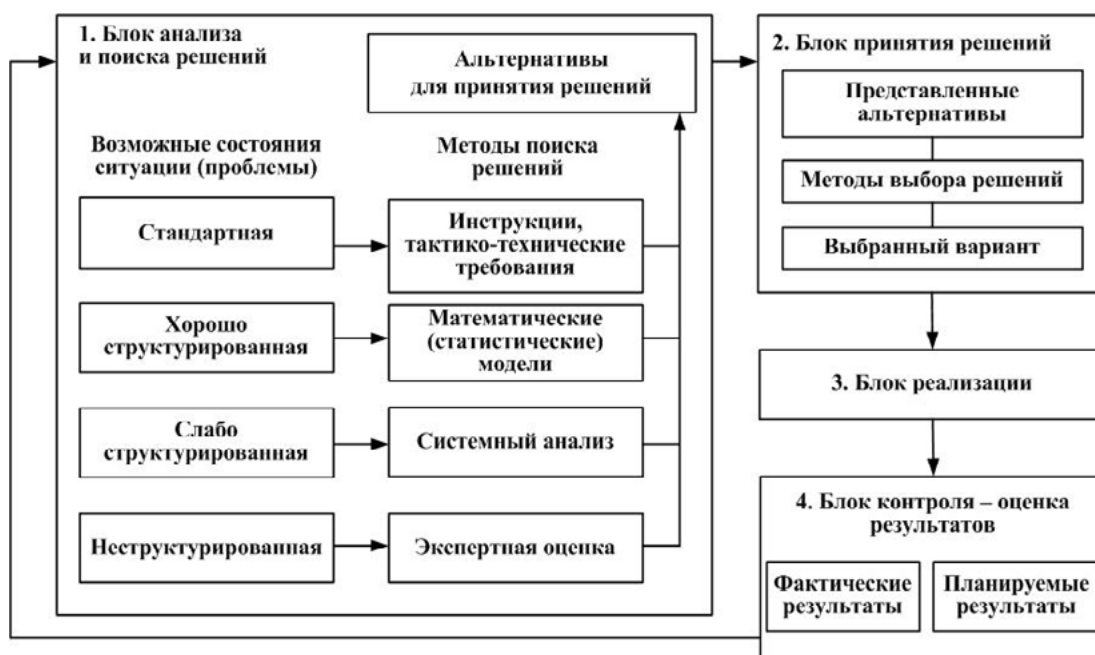 1. Блок анализа
и поиска решений
Альтернативы
для принятия решений
Возможные состояния
ситуации (проблемы)
Методы поиска
решений
Стандартная
Инструкции,
тактико-технические
требования
Хорошо
структурированная
Математические
(статистические)
модели
Слабо
структурированная
Системный анализ
Неструктурированная
Экспертная оценка
2. Блок принятия решений
Представленные
альтернативы
Методы выбора решений
Выбранный вариант
3. Блок реализации
4. Блок контроля – оценка
результатов
Фактические
результаты
Планируемые
результаты